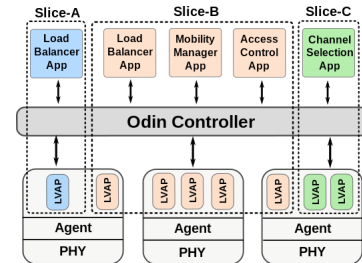 Slice-A
Slice-B
Slice-C
Load
Balancer
App
Load
Balancer
App
Mobility
Manager
App
Access
Control
App
Channel
Selection
App
Odin Controller
LVAP
LVAP
LVAP
LVAP
LVAP
LVAP
LVAP
LVAP
Agent
Agent
Agent
PHY
PHY
PHY